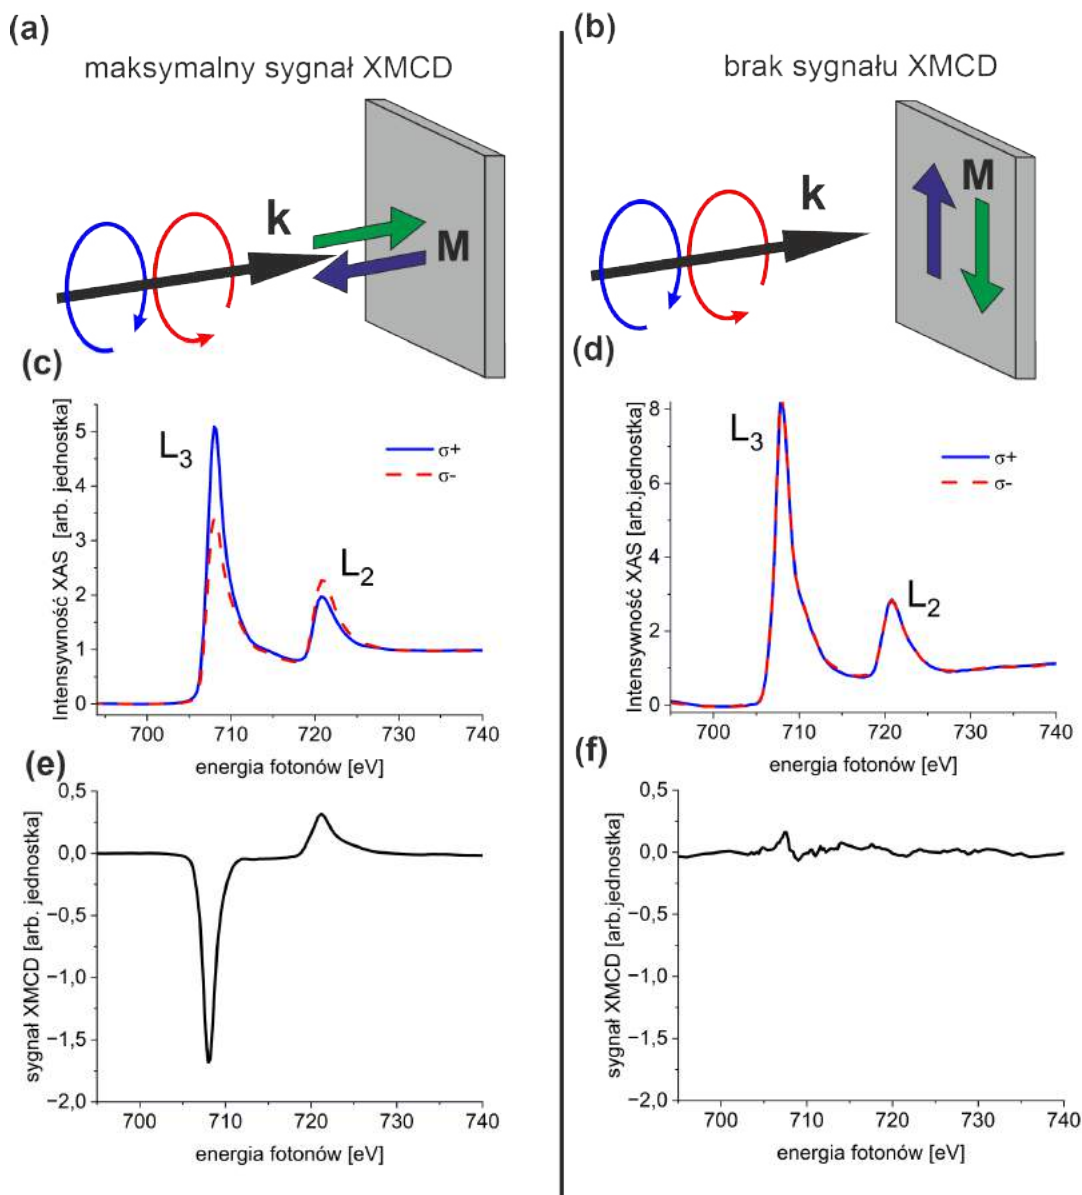 (a)
maksymalny sygnał XMCD
k
M
(b)
brak sygnału XMCD
k
M
(c)
Intensywność XAS [arb. jednostka]
5
4
3
2
1
0
L3
L2
σ+
σ-
700 710 720 730 740
energia fotonów [eV]
(d)
Intensywność XAS [arb.jednostka]
8
6
4
2
0
L3
L2
σ+
σ-
700 710 720 730 740
energia fotonów [eV]
(e)
sygnał XMCD [arb. jednostka]
0,5
0,0
−0,5
−1,0
−1,5
−2,0
700 710 720 730 740
energia fotonów [eV]
(f)
sygnał XMCD [arb.jednostka]
0,5
0,0
−0,5
−1,0
−1,5
−2,0
700 710 720 730 740
energia fotonów [eV]